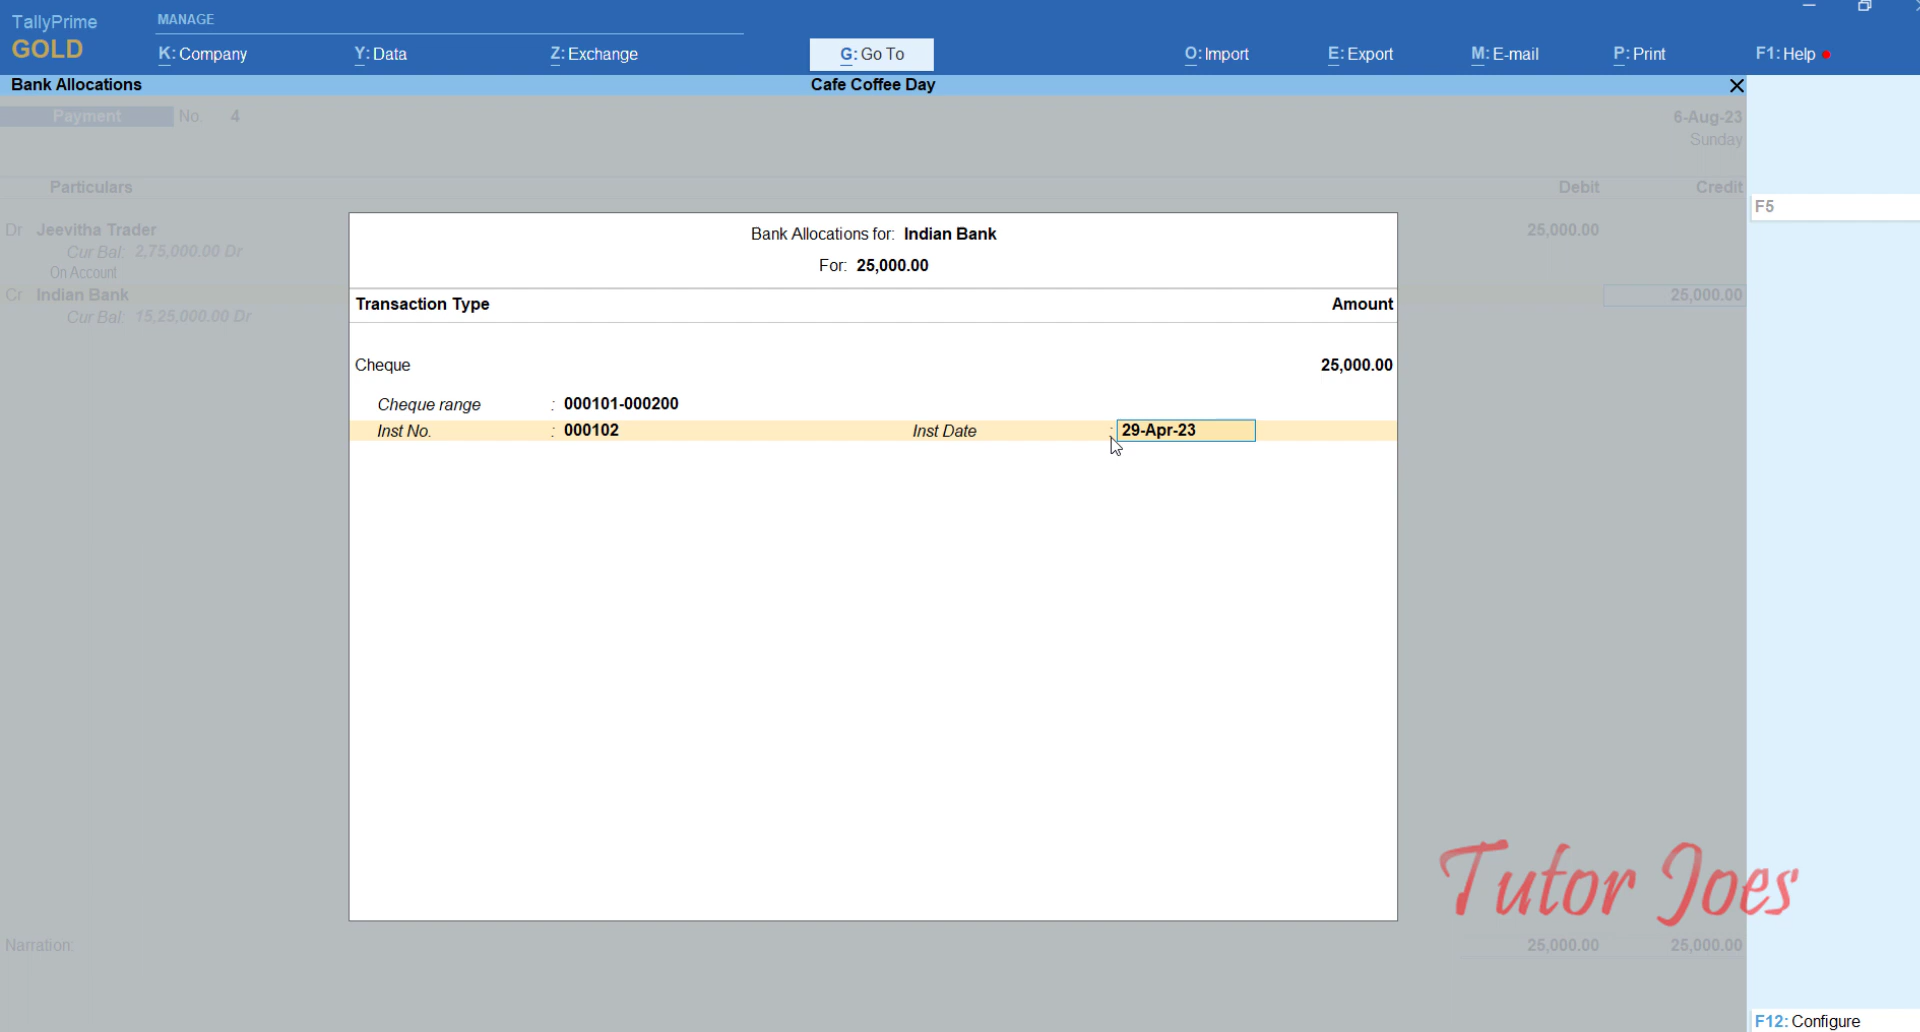 TallyPrime
GOLD
MANAGE
K: Company
Y: Data
Z: Exchange
G: Go To
O: Import
E: Export
M: E-mail
P: Print
F1: Help
Bank Allocations
Cafe Coffee Day
Payment No. 4
6-Aug-23
Sunday
Particulars
Debit
Credit
F5
Dr Jeevitha Trader
25,000.00
Cur Bal: 2,75,000.00 Dr
On Account
Cr Indian Bank
25,000.00
Cur Bal: 15,25,000.00 Dr
Bank Allocations for: Indian Bank
For: 25,000.00
Transaction Type
Amount
Cheque
25,000.00
Cheque range : 000101-000200
Inst No. : 000102
Inst Date : 29-Apr-23
Tutor Joes
Narration:
25,000.00
25,000.00
F12: Configure